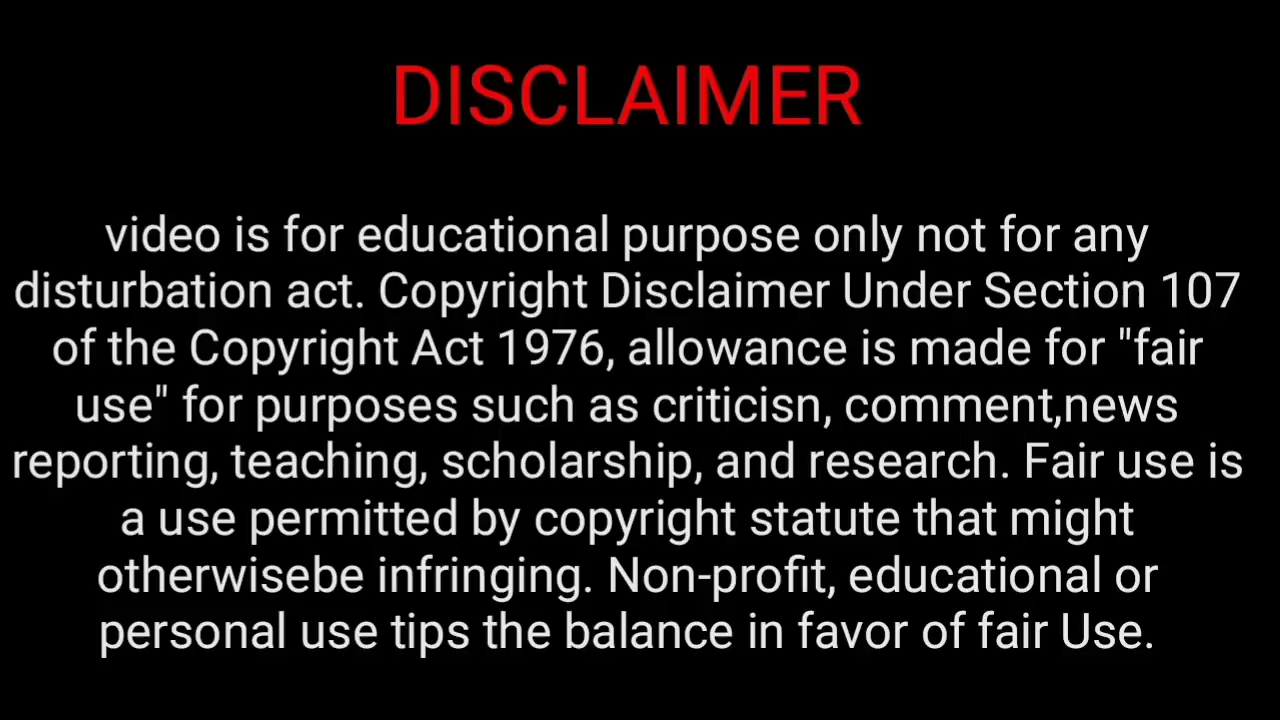 DISCLAIMER
video is for educational purpose only not for any
disturbation act. Copyright Disclaimer Under Section 107
of the Copyright Act 1976, allowance is made for "fair
use" for purposes such as criticisn, comment,news
reporting, teaching, scholarship, and research. Fair use is
a use permitted by copyright statute that might
otherwisebe infringing. Non-profit, educational or
personal use tips the balance in favor of fair Use.